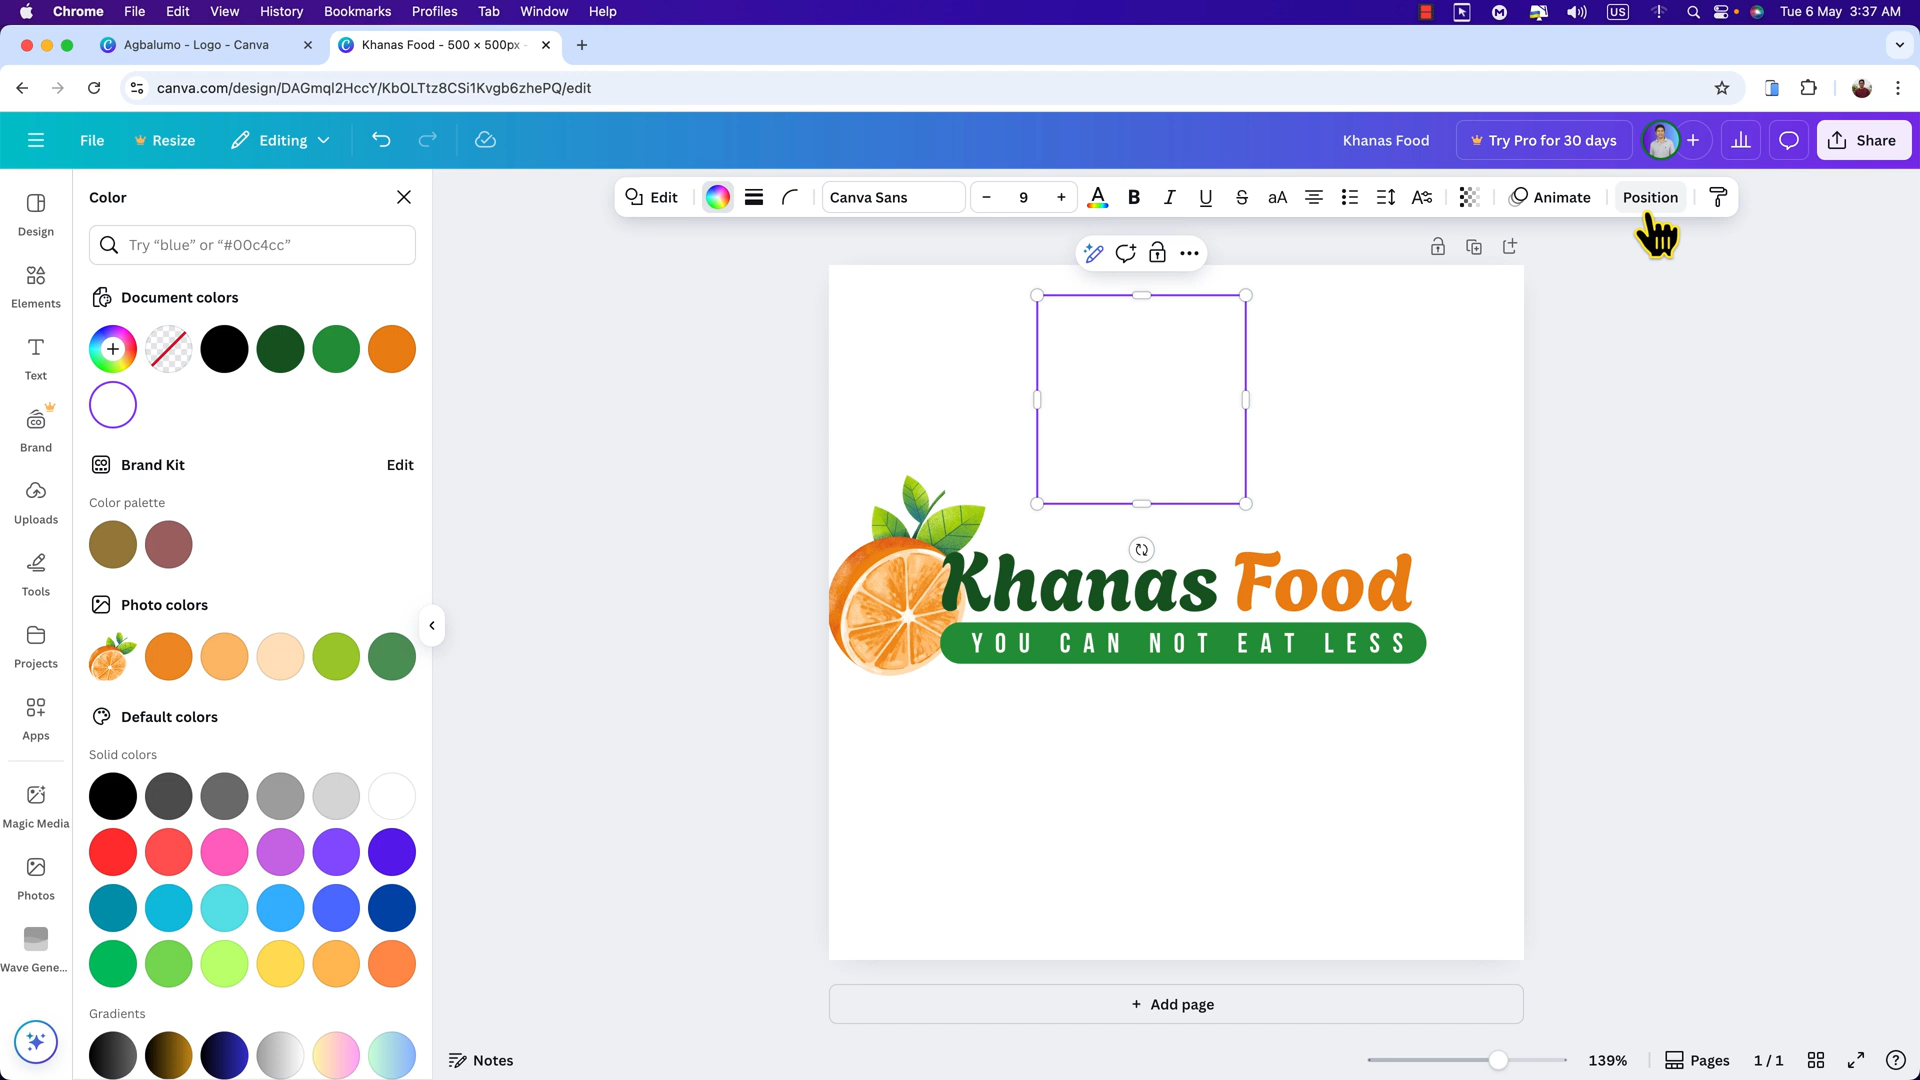 Chrome File Edit View History Bookmarks Profiles Tab Window Help
US
Tue 6 May 3:37 AM
Agbalumo - Logo - Canva
Khanas Food - 500 × 500px -
canva.com/design/DAGmql2HccY/KbOLTtz8CSi1Kvgb6zhePQ/edit
File
Resize
Editing
Khanas Food
Try Pro for 30 days
Share
Edit
Canva Sans
− 9 +
A B I U S aA
Animate
Position
Color
Try “blue” or “#00c4cc”
Document colors
Brand Kit
Edit
Color palette
Photo colors
Default colors
Solid colors
Gradients
Design
Elements
Text
Brand
Uploads
Tools
Projects
Apps
Magic Media
Photos
Wave Gene...
Khanas Food
YOU CAN NOT EAT LESS
+ Add page
Notes
139%
Pages
1 / 1